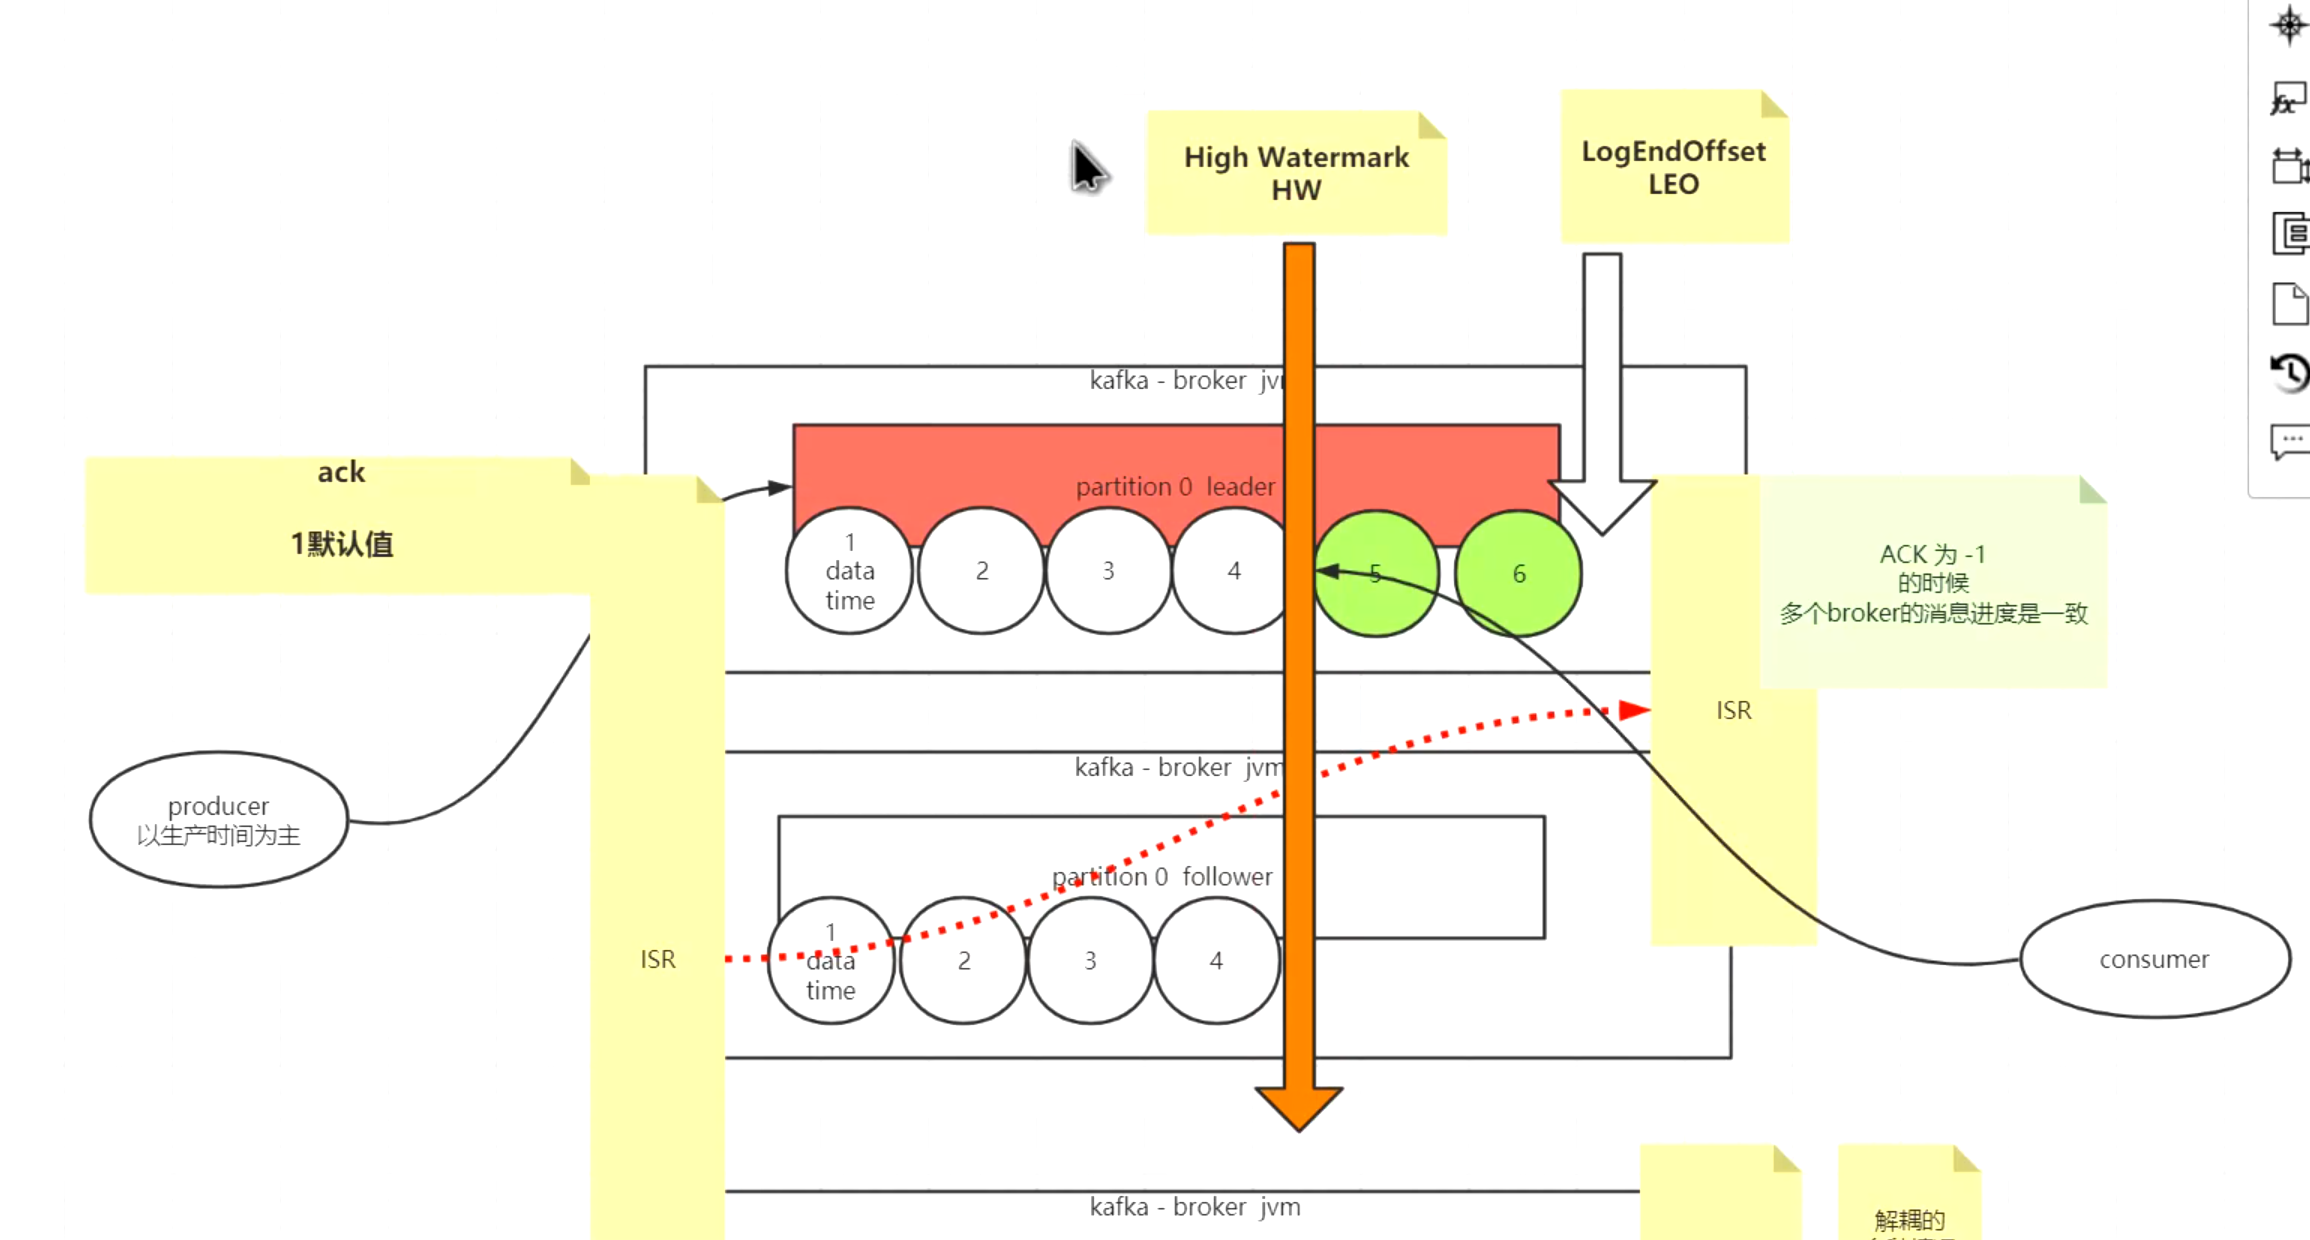 High Watermark
HW
LogEndOffset
LEO
kafka - broker jv
partition 0 leader
1
data
time
2
3
4
5
6
ack
1默认值
ACK 为 -1
的时候
多个broker的消息进度是一致
ISR
kafka - broker jvm
producer
以生产时间为主
partition 0 follower
1
data
time
2
3
4
ISR
consumer
kafka - broker jvm
解耦的